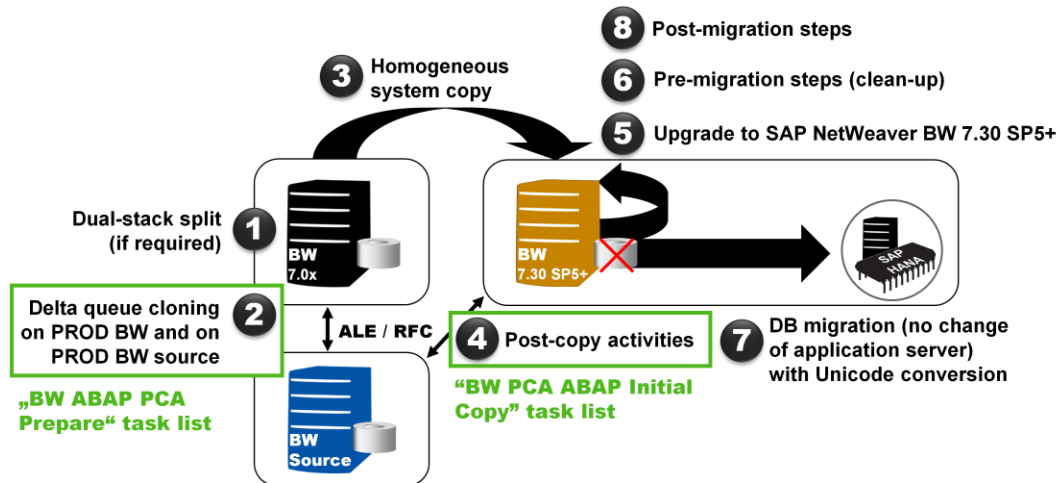 8 Post-migration steps
3 Homogeneous
system copy
6 Pre-migration steps (clean-up)
5 Upgrade to SAP NetWeaver BW 7.30 SP5+
Dual-stack split
(if required)
1
BW
7.0x
BW
7.30 SP5+
SAP
HANA
Delta queue cloning
on PROD BW and on
PROD BW source
2
ALE / RFC
4 Post-copy activities
7 DB migration (no change
of application server)
with Unicode conversion
„BW ABAP PCA
Prepare“ task list
“BW PCA ABAP Initial
Copy” task list
BW
Source